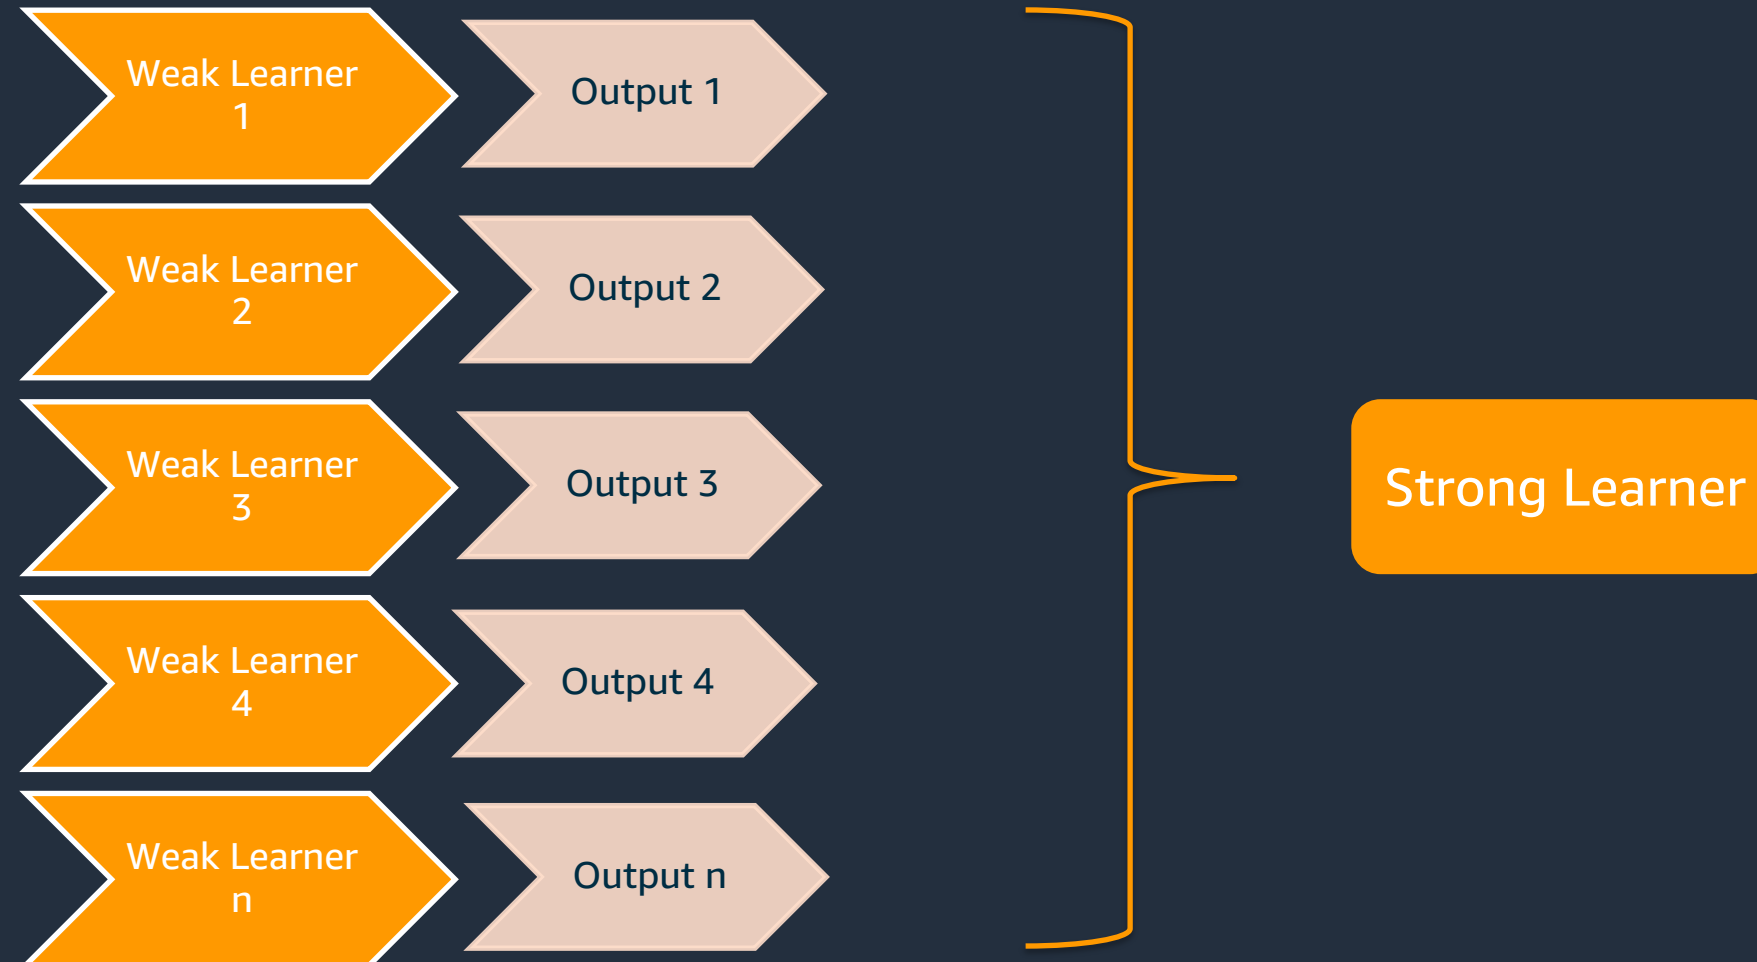 Weak Learner
1
Output 1
Weak Learner
2
Output 2
Weak Learner
3
Output 3
Strong Learner
Weak Learner
4
Output 4
Weak Learner
n
Output n